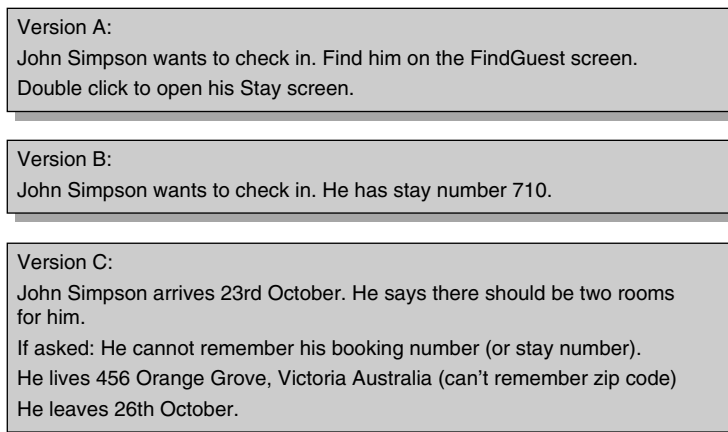 Version A:
John Simpson wants to check in. Find him on the FindGuest screen.
Double click to open his Stay screen.
Version B:
John Simpson wants to check in. He has stay number 710.
Version C:
John Simpson arrives 23rd October. He says there should be two rooms
for him.
If asked: He cannot remember his booking number (or stay number).
He lives 456 Orange Grove, Victoria Australia (can't remember zip code)
He leaves 26th October.